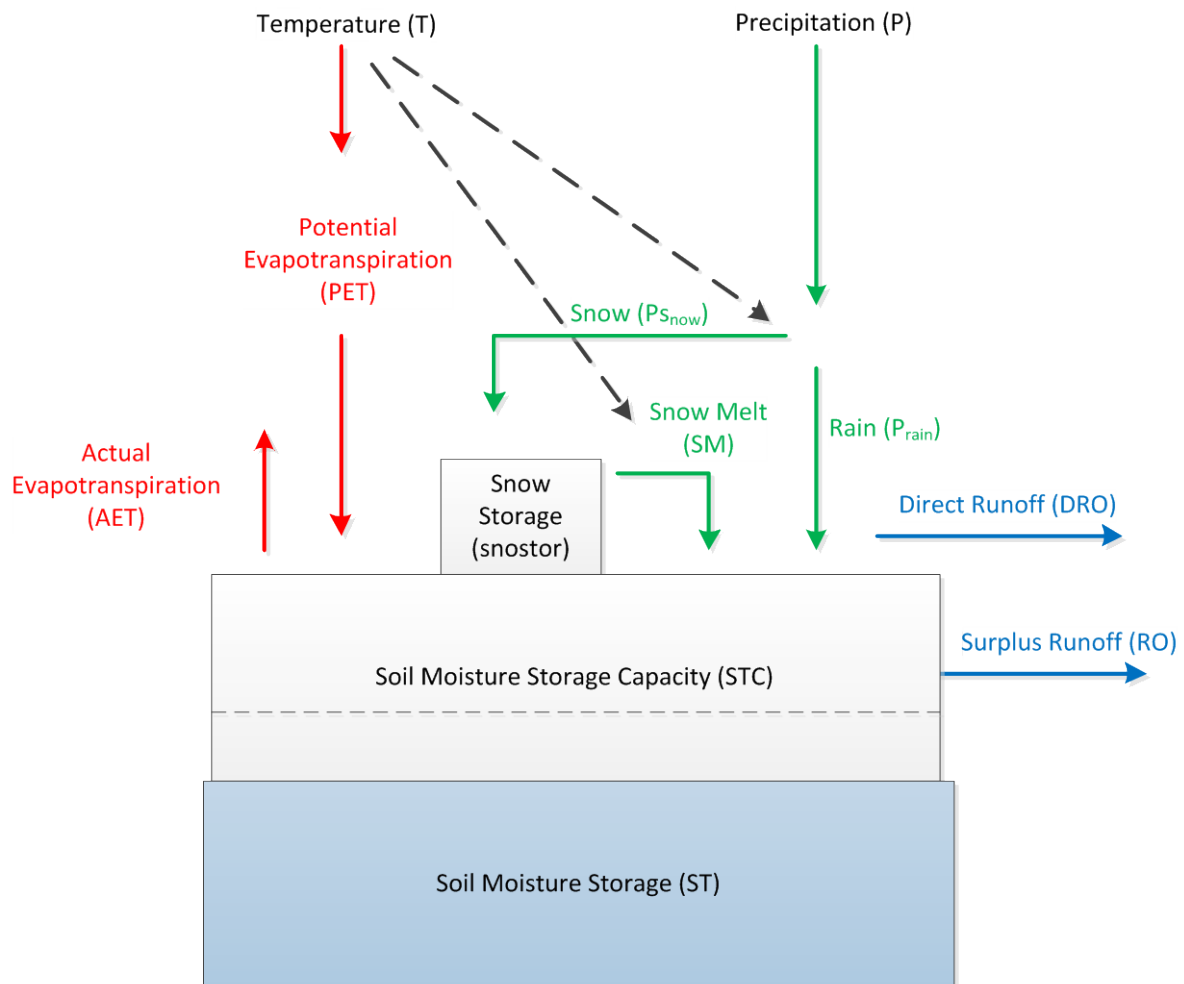 Temperature (T)
Precipitation (P)
Potential
Evapotranspiration
(PET)
Snow (Psnow)
Snow Melt
(SM)
Rain (Prain)
Actual
Evapotranspiration
(AET)
Snow
Storage
(snostor)
Direct Runoff (DRO)
Surplus Runoff (RO)
Soil Moisture Storage Capacity (STC)
Soil Moisture Storage (ST)